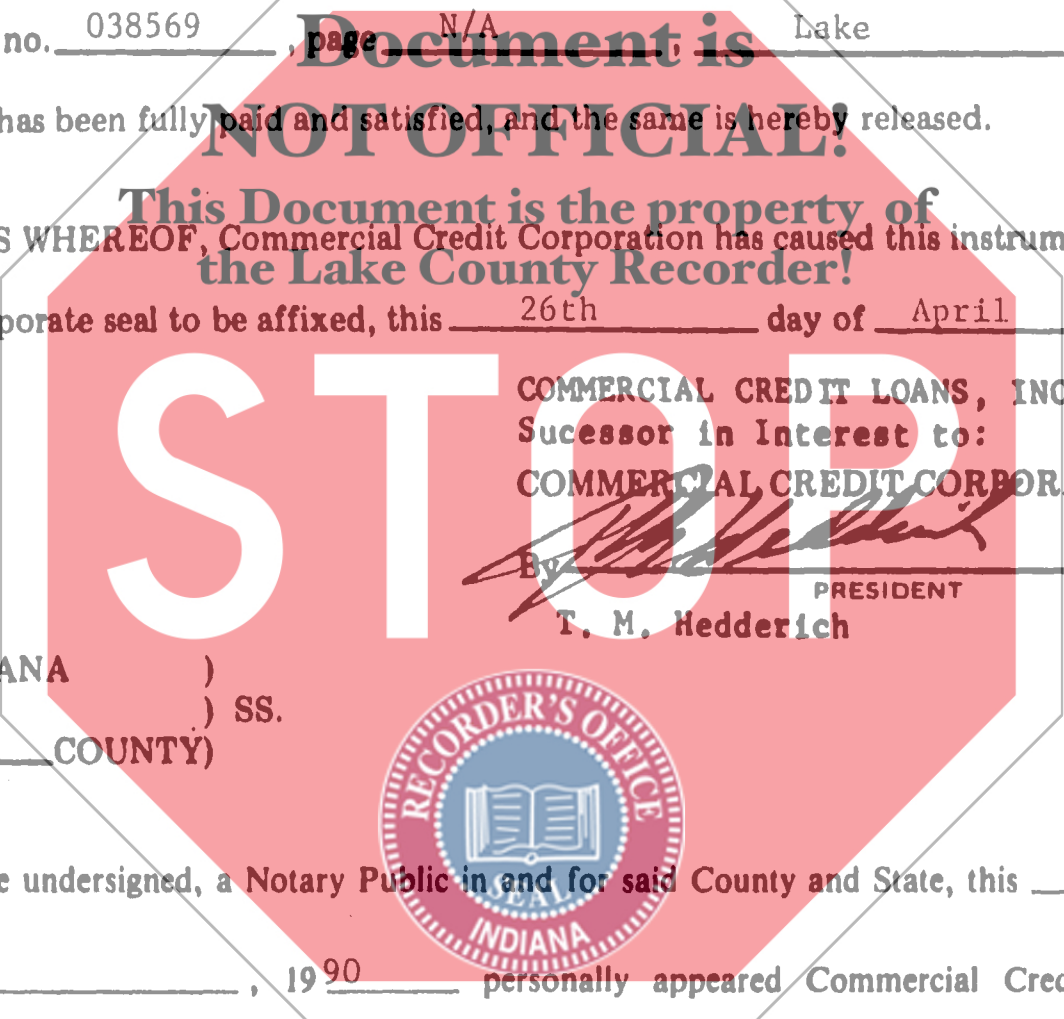 no. 038569, page N/A, Lake
Document is
has been fully paid and satisfied, and the same is hereby released.
NOT OFFICIAL!
This Document is the property of
S WHEREOF, Commercial Credit Corporation has caused this instrum
the Lake County Recorder!
porate seal to be affixed, this 26th day of April
STOP
COMMERCIAL CREDIT LOANS, INC
Sucessor in Interest to:
COMMERCIAL CREDIT CORPOR
By
PRESIDENT
T. M. Hedderich
ANA )
) SS.
COUNTY)
RECORDER'S OFFICE
SEAL
INDIANA
e undersigned, a Notary Public in and for said County and State, this
, 19 90 personally appeared Commercial Cred